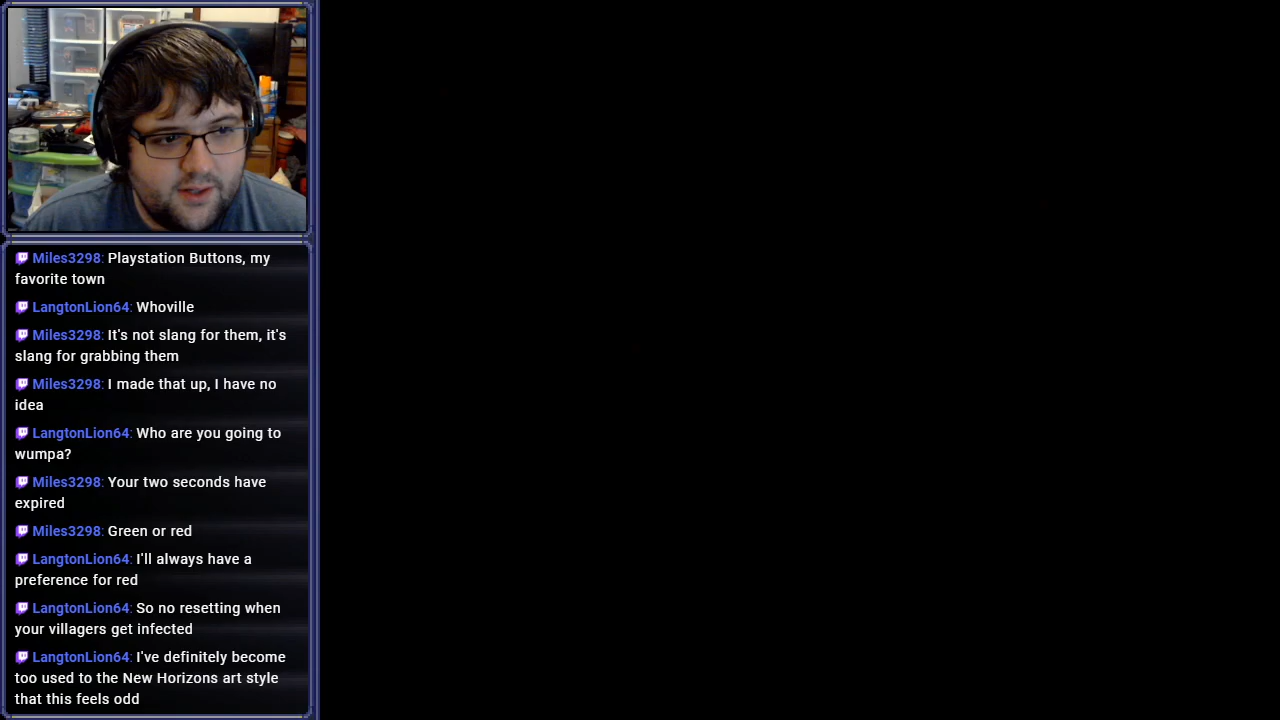 Miles3298: Playstation Buttons, my
favorite town
LangtonLion64: Whoville
Miles3298: It's not slang for them, it's
slang for grabbing them
Miles3298: I made that up, I have no
idea
LangtonLion64: Who are you going to
wumpa?
Miles3298: Your two seconds have
expired
Miles3298: Green or red
LangtonLion64: I'll always have a
preference for red
LangtonLion64: So no resetting when
your villagers get infected
LangtonLion64: I've definitely become
too used to the New Horizons art style
that this feels odd